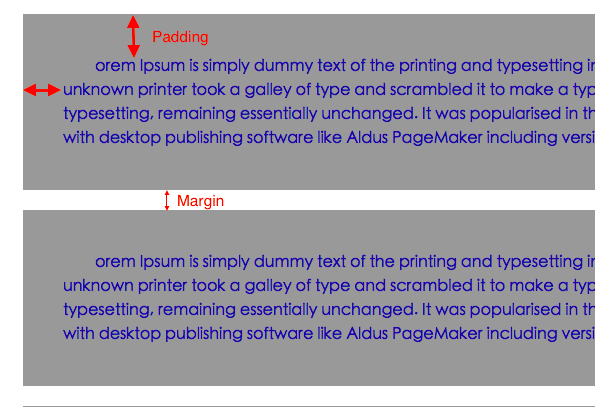 Padding
orem Ipsum is simply dummy text of the printing and typesetting in
unknown printer took a galley of type and scrambled it to make a typ
typesetting, remaining essentially unchanged. It was popularised in th
with desktop publishing software like Aldus PageMaker including versi
Margin
orem Ipsum is simply dummy text of the printing and typesetting in
unknown printer took a galley of type and scrambled it to make a typ
typesetting, remaining essentially unchanged. It was popularised in th
with desktop publishing software like Aldus PageMaker including versi